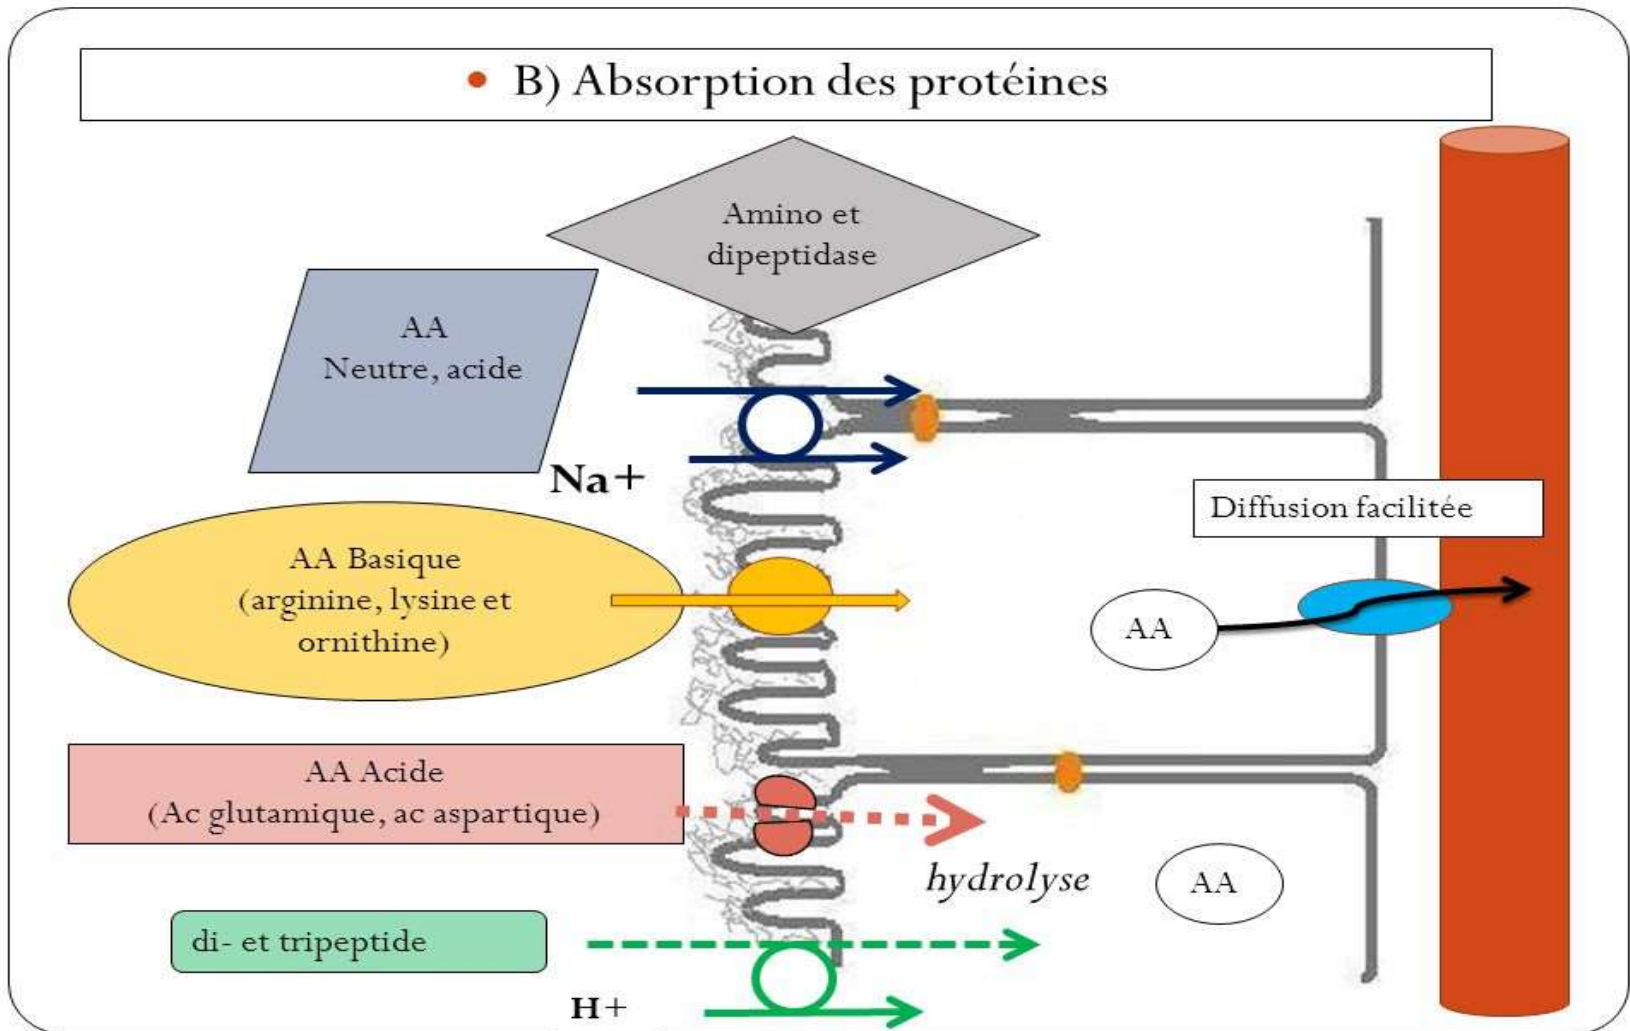 • B) Absorption des protéines
Amino et
dipeptidase
AA
Neutre, acide
Na+
Diffusion facilitée
AA Basique
(arginine, lysine et
ornithine)
AA
AA Acide
(Ac glutamique, ac aspartique)
hydrolyse
AA
di- et tripeptide
H+